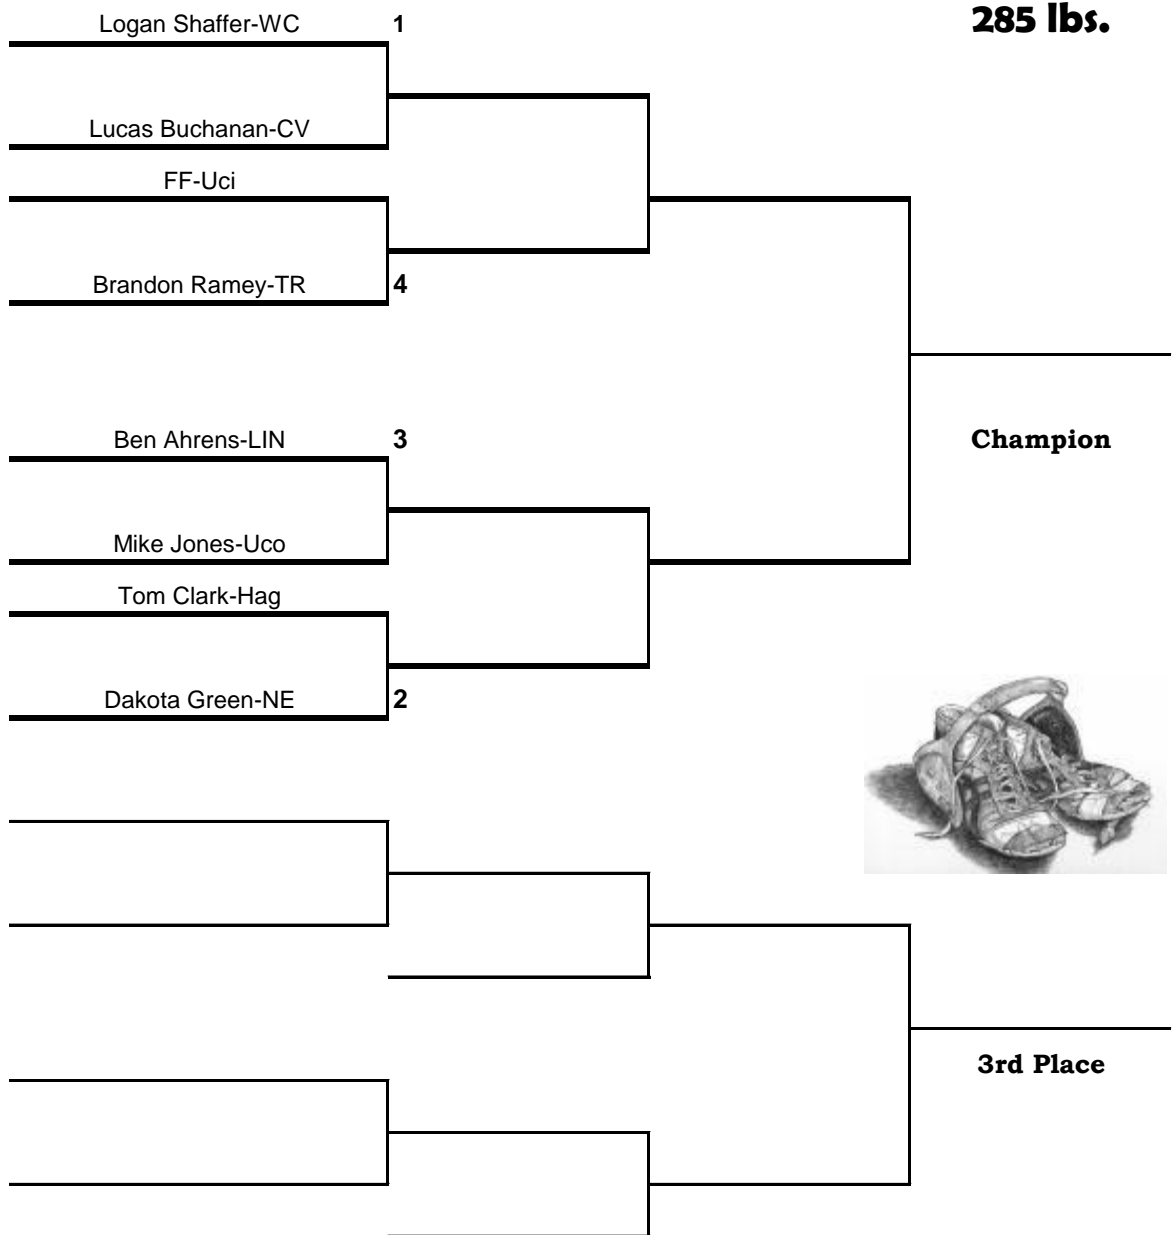 285 lbs.
Logan Shaffer-WC 1
Lucas Buchanan-CV
FF-Uci
Brandon Ramey-TR 4
Ben Ahrens-LIN 3
Champion
Mike Jones-Uco
Tom Clark-Hag
Dakota Green-NE 2
3rd Place